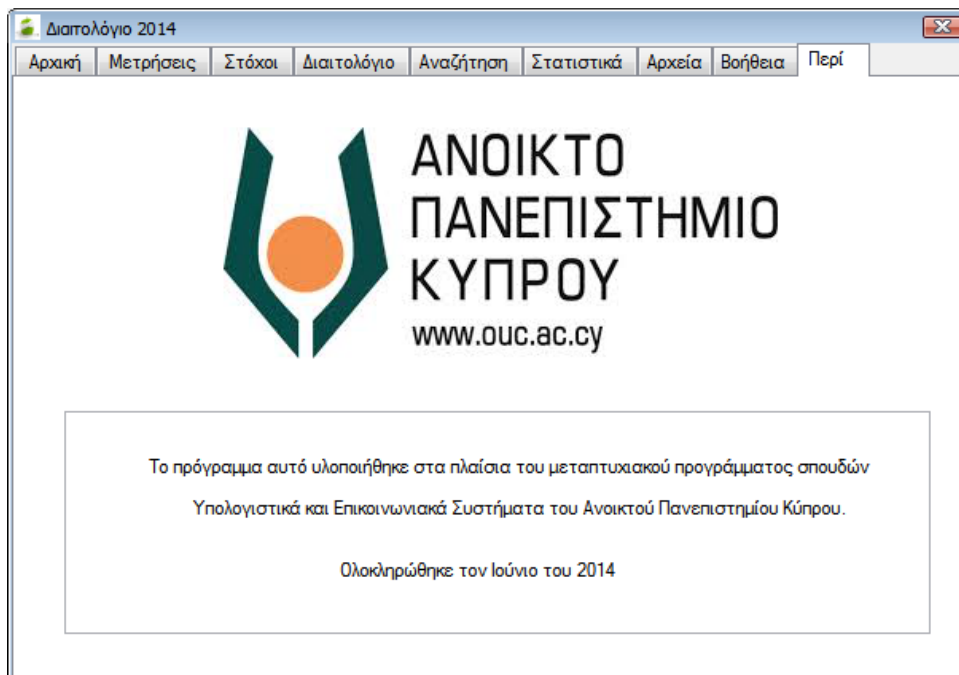 Διαιτολόγιο 2014
Αρχική Μετρήσεις Στόχοι Διαιτολόγιο Αναζήτηση Στατιστικά Αρχεία Βοήθεια Περί
ΑΝΟΙΚΤΟ
ΠΑΝΕΠΙΣΤΗΜΙΟ
ΚΥΠΡΟΥ
www.ouc.ac.cy
Το πρόγραμμα αυτό υλοποιήθηκε στα πλαίσια του μεταπτυχιακού προγράμματος σπουδών
Υπολογιστικά και Επικοινωνιακά Συστήματα του Ανοικτού Πανεπιστημίου Κύπρου.
Ολοκληρώθηκε τον Ιούνιο του 2014